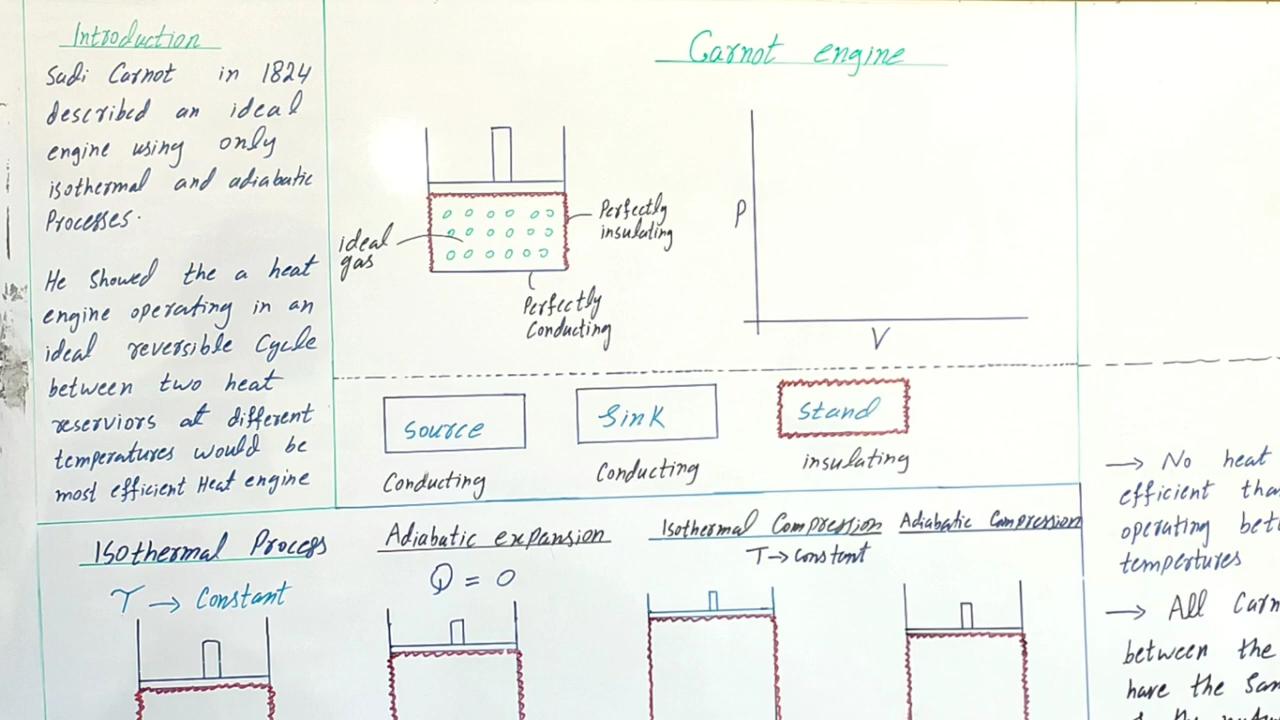 Introduction
Sadi Carnot in 1824
described an ideal
engine using only
isothermal and adiabatic
Processes.
He Showed the a heat
engine operating in an
ideal reversible Cycle
between two heat
reserviors at different
temperatures would be
most efficient Heat engine
Carnot engine
ideal
gas
Perfectly
insulating
Perfectly
Conducting
P
V
Source
Conducting
Sink
Conducting
Stand
insulating
Isothermal Process
T → Constant
Adiabatic expansion
Q = 0
Isothermal Compression
T → Constant
Adiabatic Compression
→ No heat
efficient than
operating bet
tempertures
→ All Carn
between the
have the Sam